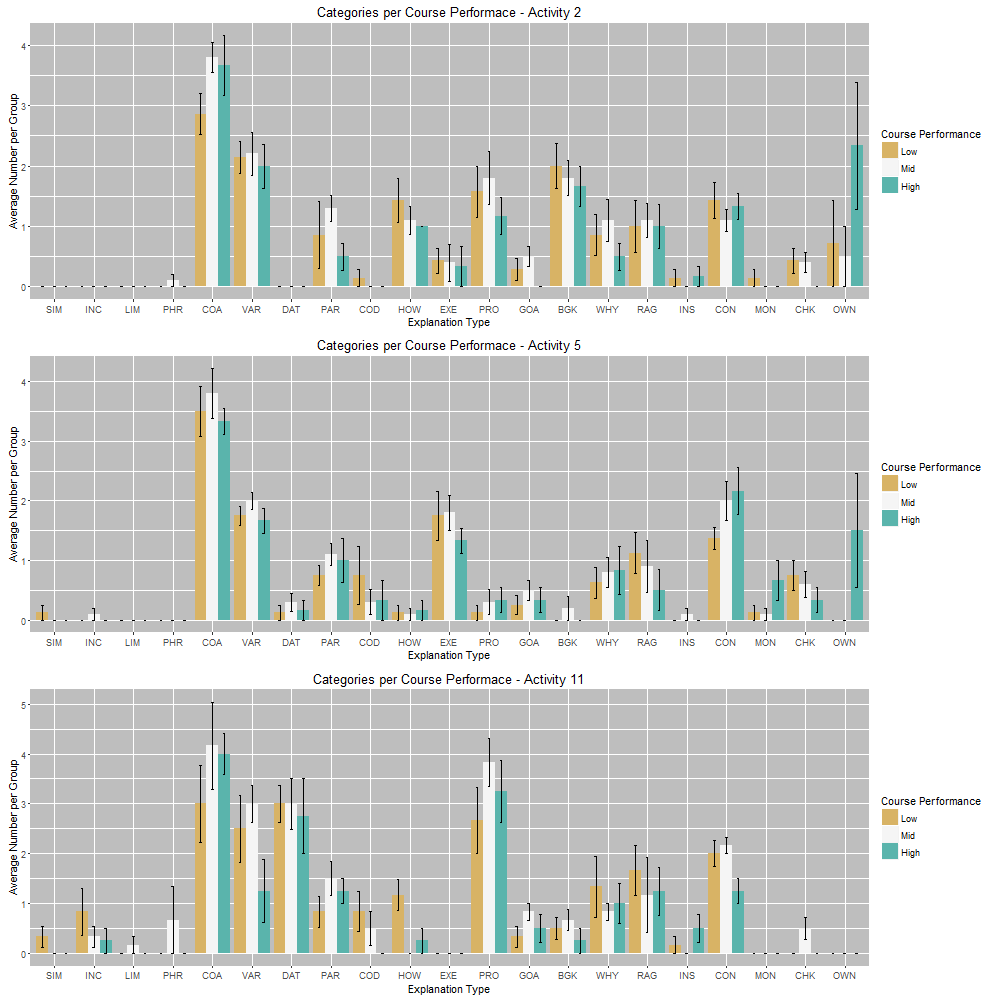 Categories per Course Performace - Activity 2
Average Number per Group
4
3
2
1
0
SIM INC LIM PHR COA VAR DAT PAR COD HOW EXE PRO GOA BGK WHY RAG INS CON MON CHK OWN
Explanation Type
Course Performance
Low
Mid
High
Categories per Course Performace - Activity 5
Average Number per Group
4
3
2
1
0
SIM INC LIM PHR COA VAR DAT PAR COD HOW EXE PRO GOA BGK WHY RAG INS CON MON CHK OWN
Explanation Type
Course Performance
Low
Mid
High
Categories per Course Performace - Activity 11
Average Number per Group
5
4
3
2
1
0
SIM INC LIM PHR COA VAR DAT PAR COD HOW EXE PRO GOA BGK WHY RAG INS CON MON CHK OWN
Explanation Type
Course Performance
Low
Mid
High